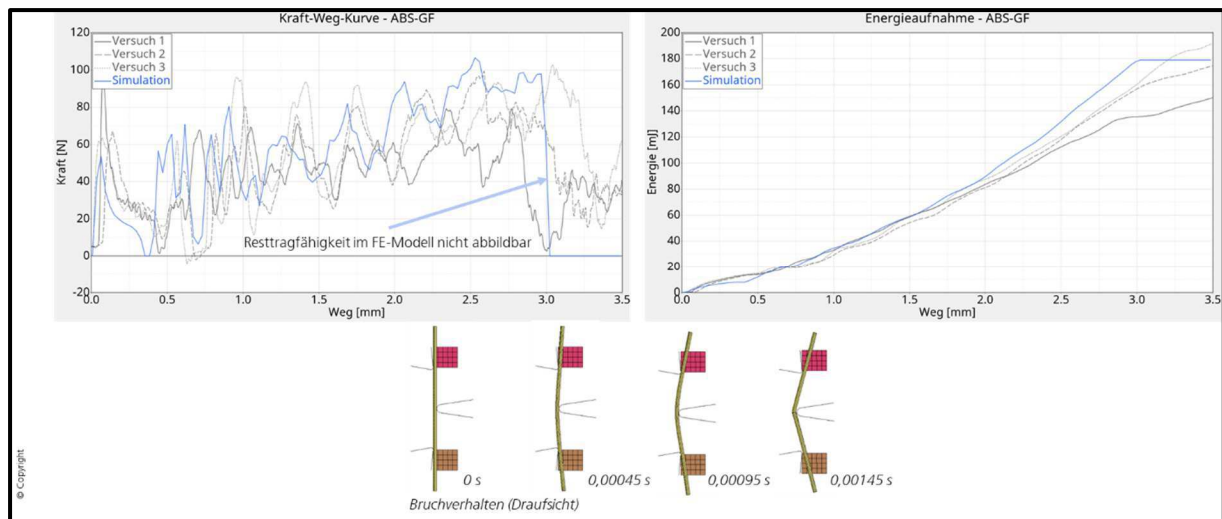 Kraft-Weg-Kurve - ABS-GF
120
100
80
60
40
20
0
-20
Kraft [N]
Versuch 1
Versuch 2
Versuch 3
Simulation
Resttragfähigkeit im FE-Modell nicht abbildbar
0.0 0.5 1.0 1.5 2.0 2.5 3.0 3.5
Weg [mm]
Energieaufnahme - ABS-GF
200
180
160
140
120
100
80
60
40
20
0
Energie [mJ]
Versuch 1
Versuch 2
Versuch 3
Simulation
0.0 0.5 1.0 1.5 2.0 2.5 3.0 3.5
Weg [mm]
0 s 0,00045 s 0,00095 s 0,00145 s
Bruchverhalten (Draufsicht)
© Copyright